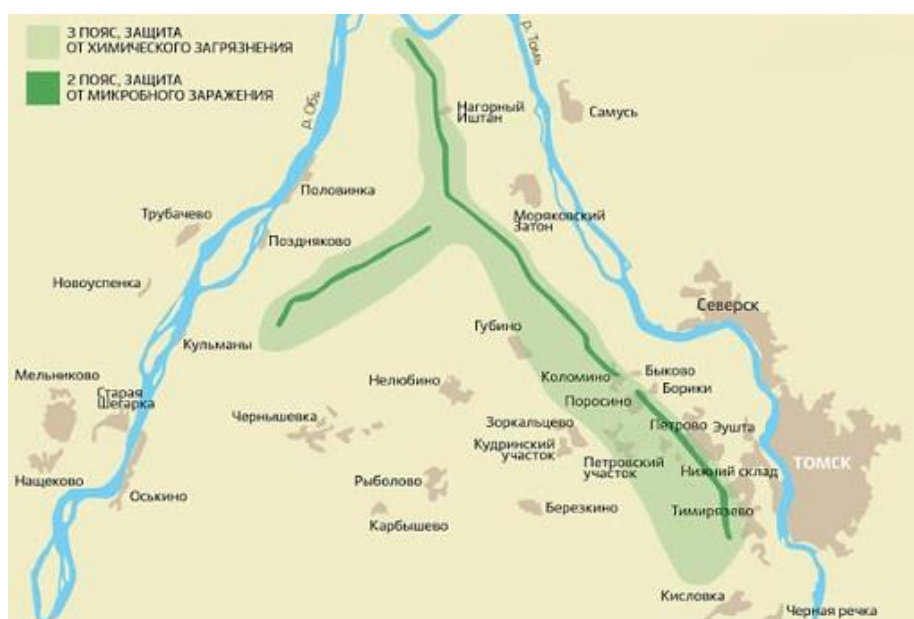 3 ПОЯС, ЗАЩИТА
ОТ ХИМИЧЕСКОГО ЗАГРЯЗНЕНИЯ
2 ПОЯС, ЗАЩИТА
ОТ МИКРОБНОГО ЗАРАЖЕНИЯ
р. Обь
р. Томь
Нагорный
Иштан
Самусь
Половинка
Трубачево
Моряковский
Затон
Поздняково
Новоуспенка
Северск
Губино
Кульманы
Мельниково
Старая
Шегарка
Нелюбино
Коломино
Быково
Борики
Поросино
Чернышевка
Зоркальцево
Петрово
Эушта
Кудринский
участок
Петровский
участок
Нижний склад
ТОМСК
Нащеково
Оськино
Рыболово
Березкино
Тимирязево
Карбышево
Кисловка
Черная речка